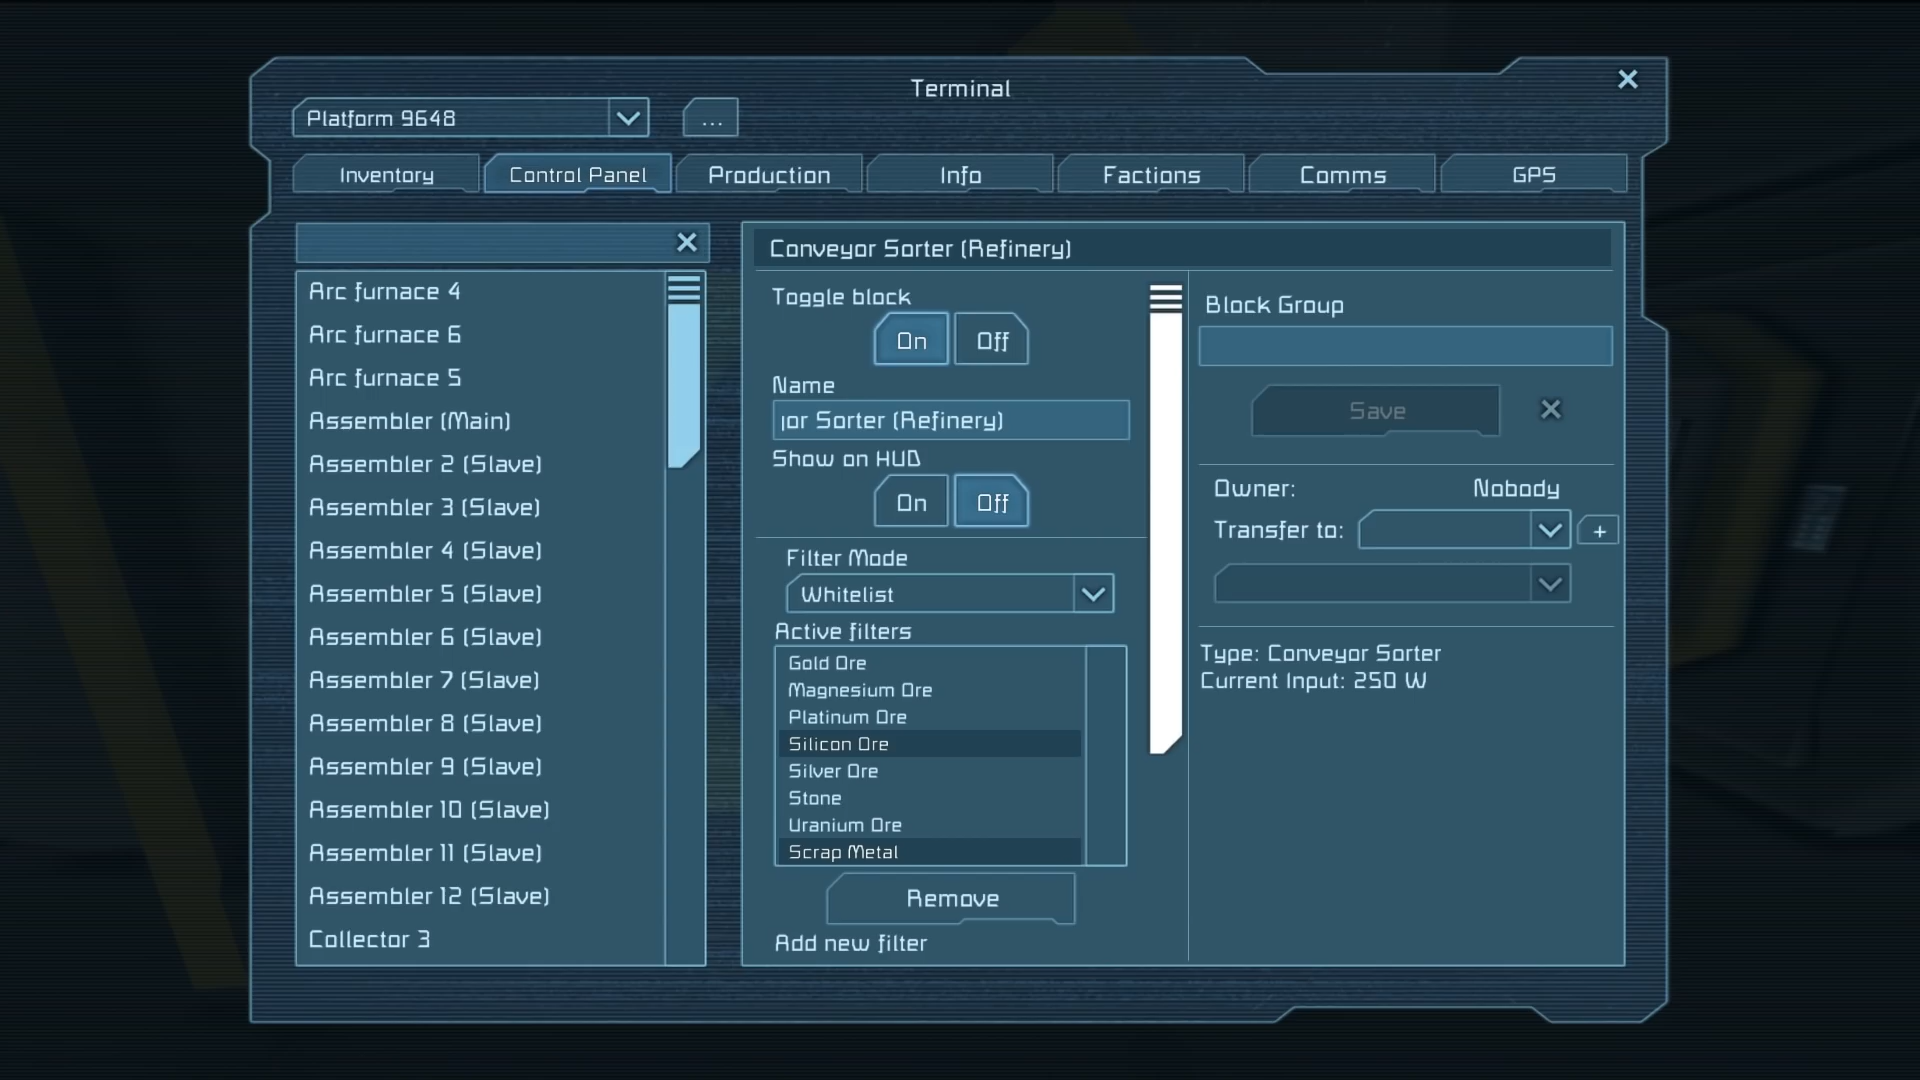 Terminal
Platform 9648
...
Inventory
Control Panel
Production
Info
Factions
Comms
GPS
Arc furnace 4
Arc furnace 6
Arc furnace 5
Assembler (Main)
Assembler 2 (Slave)
Assembler 3 (Slave)
Assembler 4 (Slave)
Assembler 5 (Slave)
Assembler 6 (Slave)
Assembler 7 (Slave)
Assembler 8 (Slave)
Assembler 9 (Slave)
Assembler 10 (Slave)
Assembler 11 (Slave)
Assembler 12 (Slave)
Collector 3
Conveyor Sorter (Refinery)
Toggle block
On
Off
Name
or Sorter (Refinery)
Show on HUD
On
Off
Filter Mode
Whitelist
Active filters
Gold Ore
Magnesium Ore
Platinum Ore
Silicon Ore
Silver Ore
Stone
Uranium Ore
Scrap Metal
Remove
Add new filter
Block Group
Save
Owner: Nobody
Transfer to:
+
Type: Conveyor Sorter
Current Input: 250 W